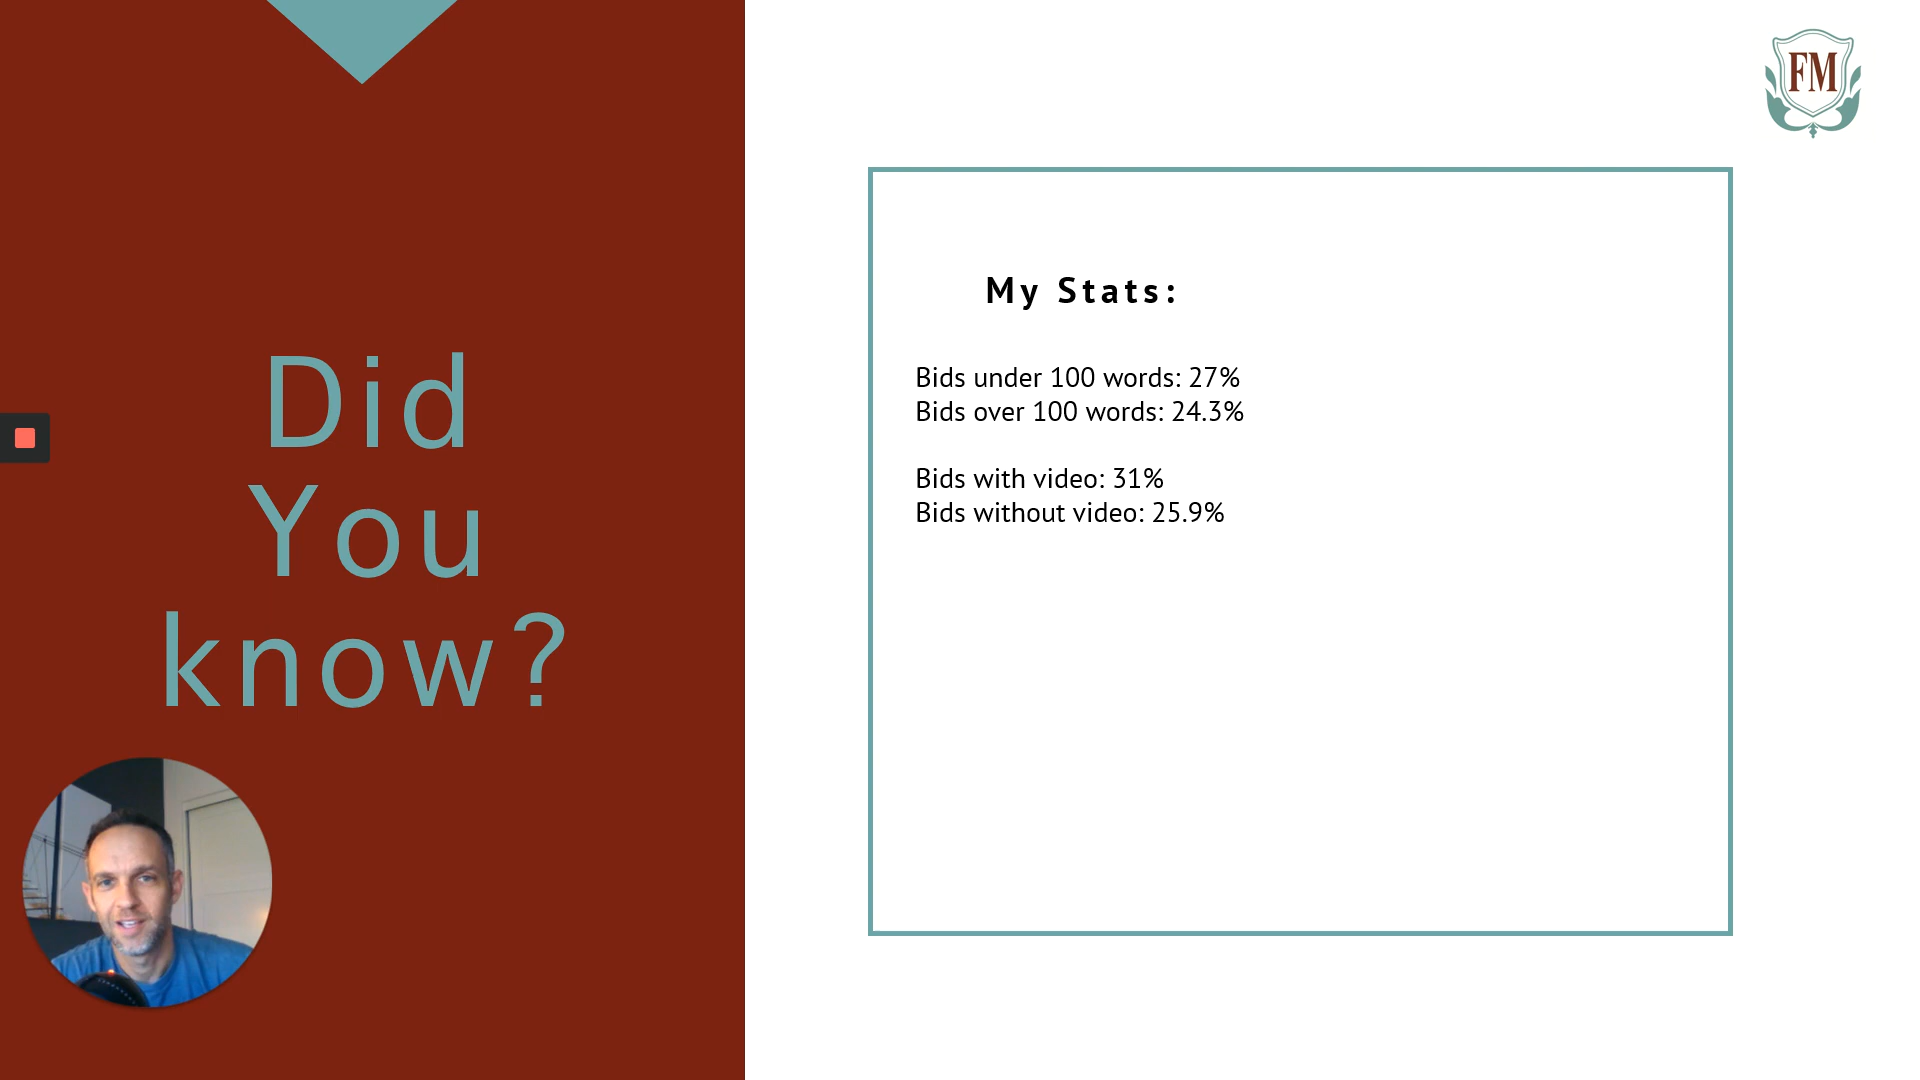 Did
You
know?
FM
My Stats:
Bids under 100 words: 27%
Bids over 100 words: 24.3%
Bids with video: 31%
Bids without video: 25.9%